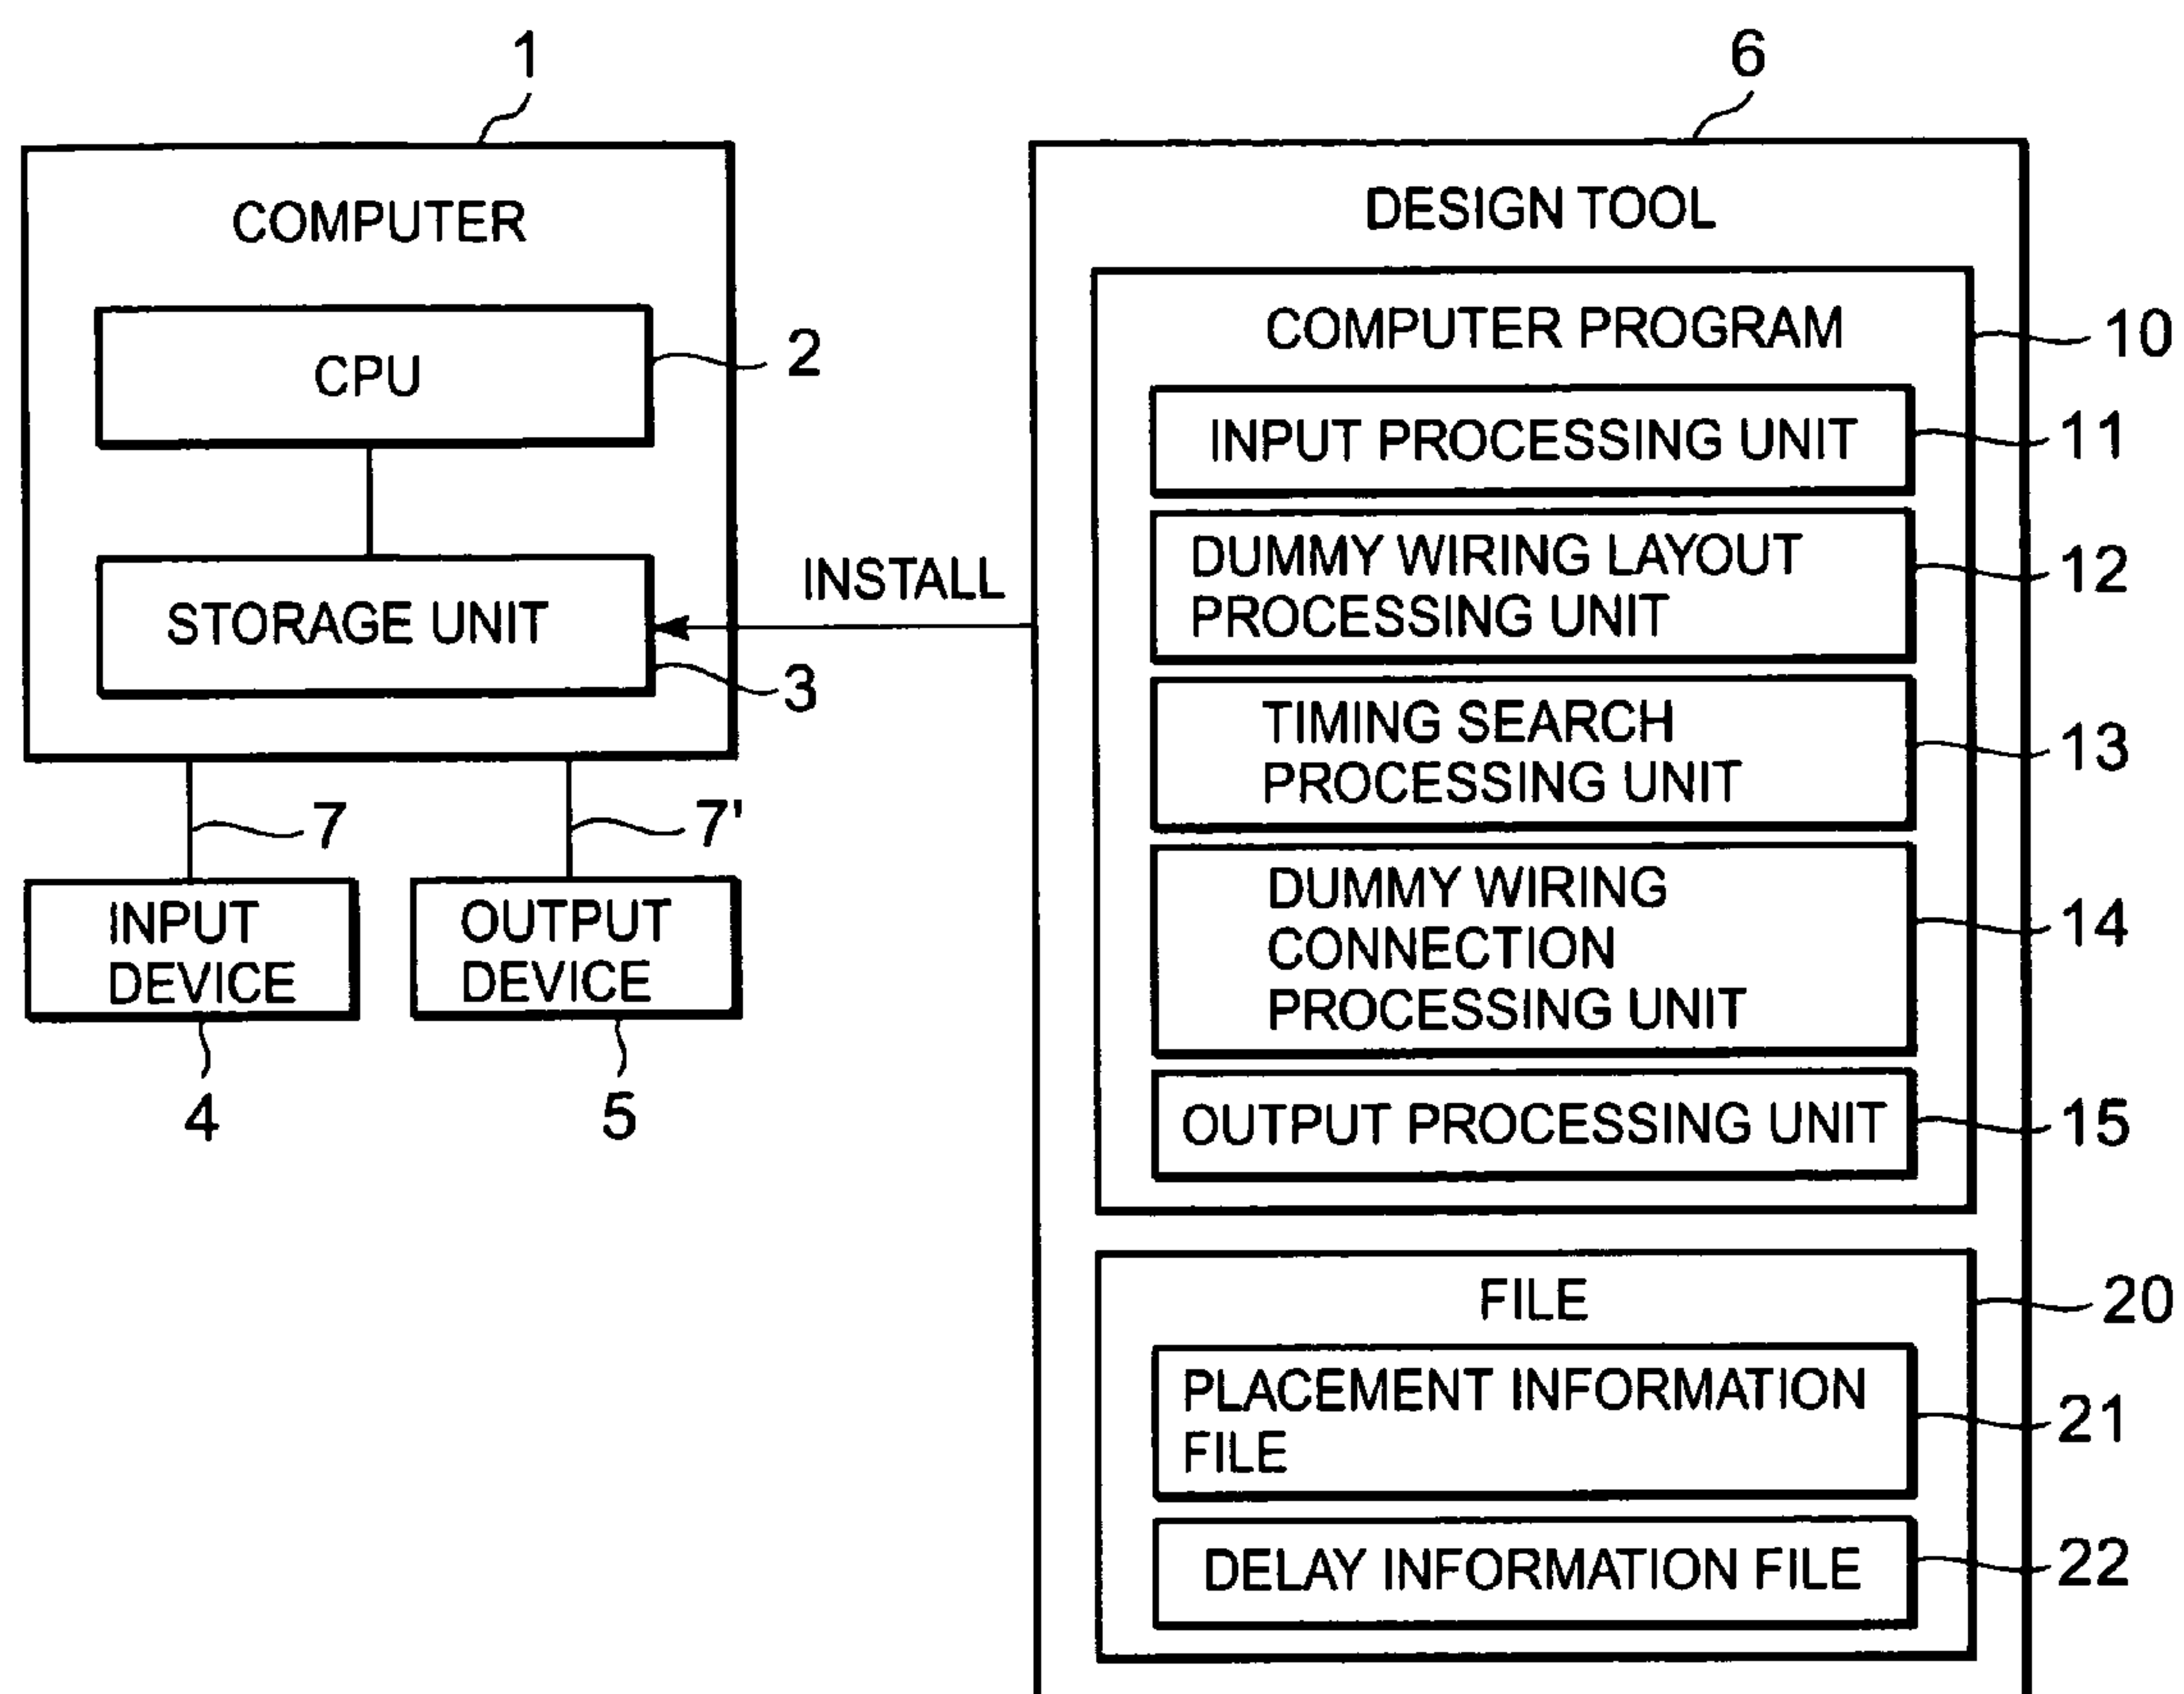 1
6
COMPUTER
CPU
2
STORAGE UNIT
3
INSTALL
7
7'
INPUT
DEVICE
OUTPUT
DEVICE
4
5
DESIGN TOOL
COMPUTER PROGRAM
10
INPUT PROCESSING UNIT
11
DUMMY WIRING LAYOUT
PROCESSING UNIT
12
TIMING SEARCH
PROCESSING UNIT
13
DUMMY WIRING
CONNECTION
PROCESSING UNIT
14
OUTPUT PROCESSING UNIT
15
FILE
20
PLACEMENT INFORMATION
FILE
21
DELAY INFORMATION FILE
22